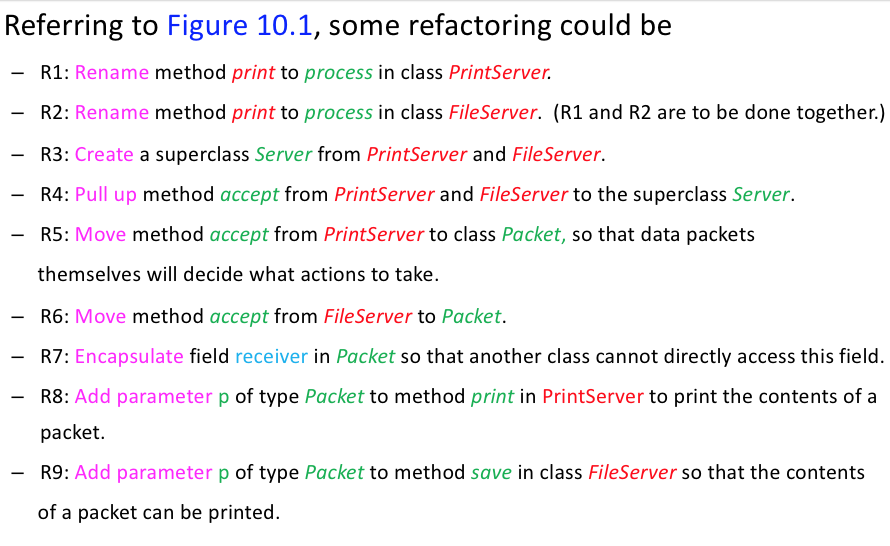 Referring to Figure 10.1, some refactoring could be
– R1: Rename method print to process in class PrintServer.
– R2: Rename method print to process in class FileServer. (R1 and R2 are to be done together.)
– R3: Create a superclass Server from PrintServer and FileServer.
– R4: Pull up method accept from PrintServer and FileServer to the superclass Server.
– R5: Move method accept from PrintServer to class Packet, so that data packets
themselves will decide what actions to take.
– R6: Move method accept from FileServer to Packet.
– R7: Encapsulate field receiver in Packet so that another class cannot directly access this field.
– R8: Add parameter p of type Packet to method print in PrintServer to print the contents of a
packet.
– R9: Add parameter p of type Packet to method save in class FileServer so that the contents
of a packet can be printed.